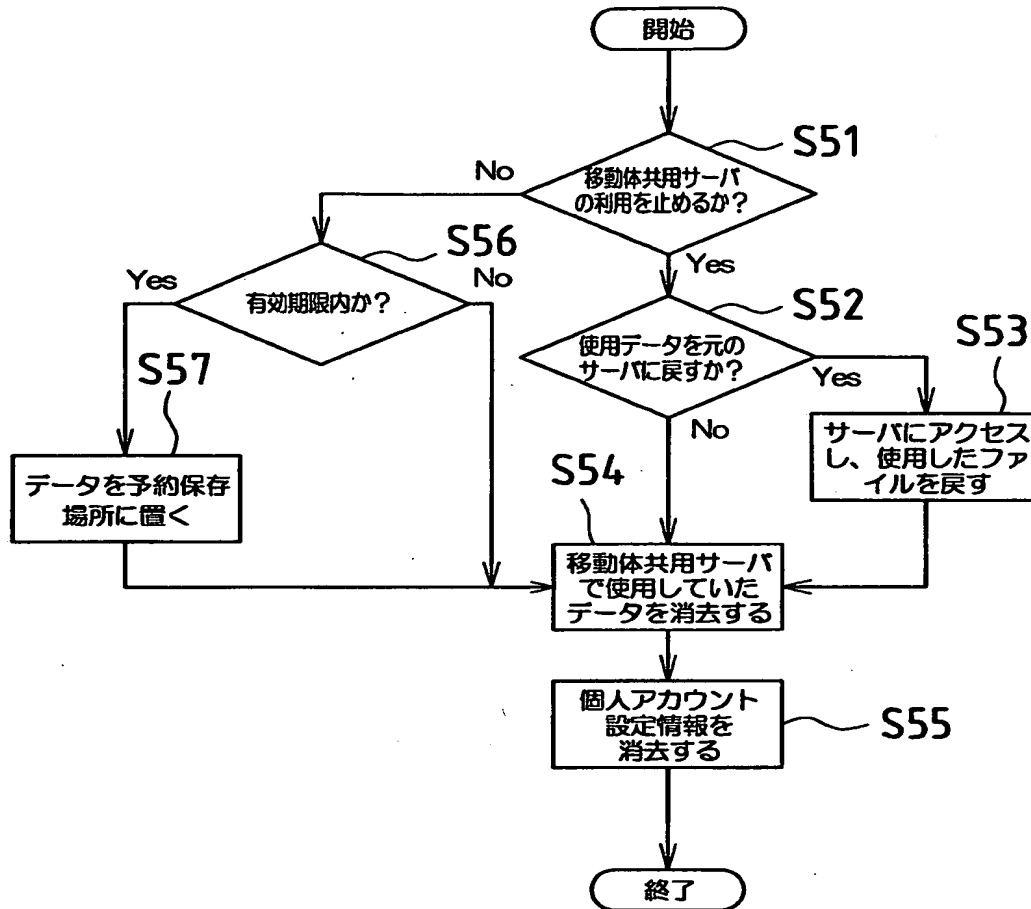 開始
S51
移動体共用サーバ
の利用を止めるか？
No
Yes
S56
有効期限内か？
Yes
No
S52
使用データを元の
サーバに戻すか？
Yes
No
S53
サーバにアクセス
し、使用したファ
イルを戻す
S57
データを予約保存
場所に置く
S54
移動体共用サーバ
で使用していた
データを消去する
個人アカウント
設定情報を
消去する
S55
終了